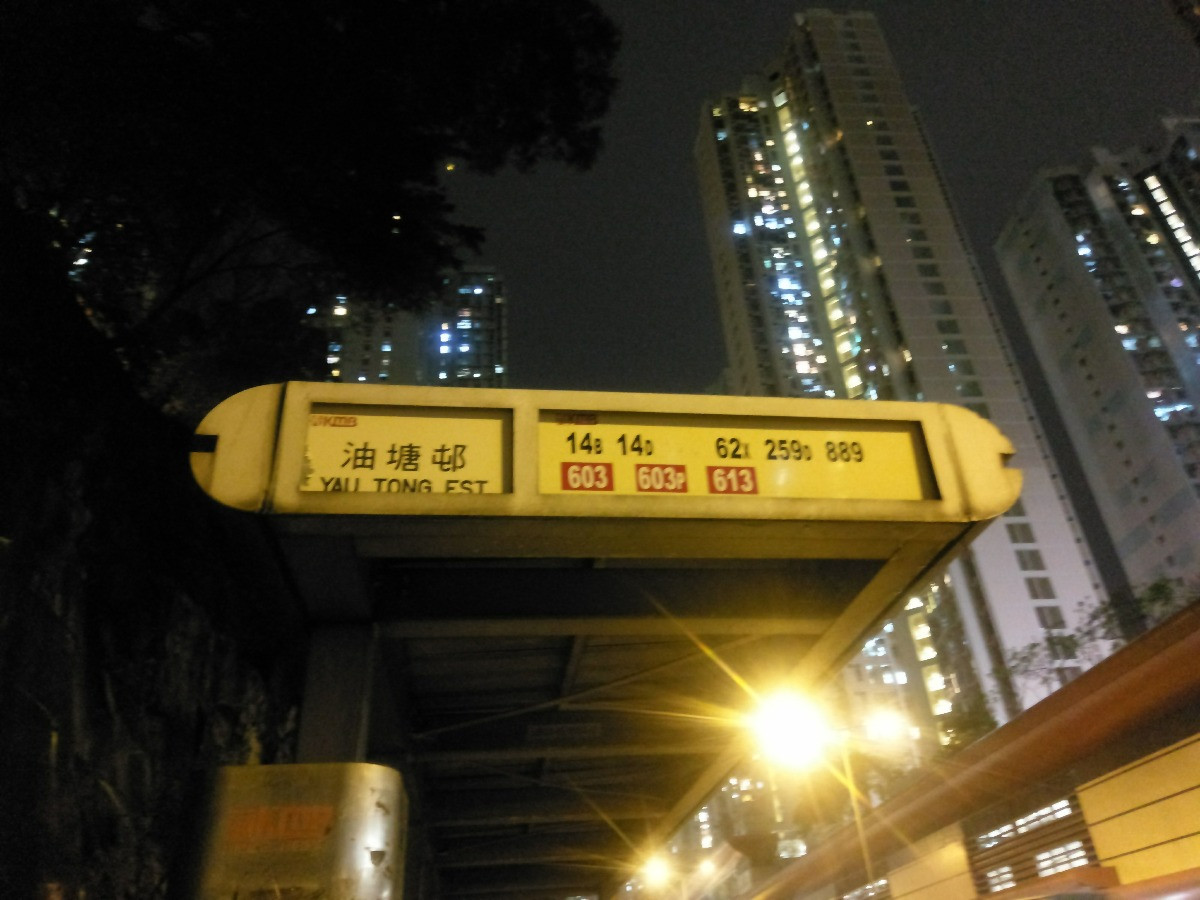 KMB
油塘邨
YAU TONG EST
14B 14D 62X 259D 889
603 603P 613